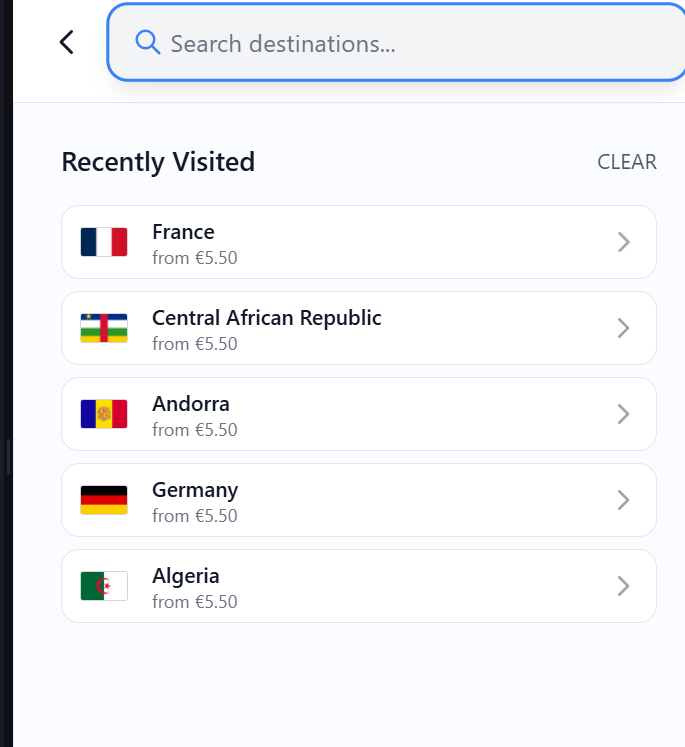 Search destinations...
Recently Visited
CLEAR
France
from €5.50
Central African Republic
from €5.50
Andorra
from €5.50
Germany
from €5.50
Algeria
from €5.50